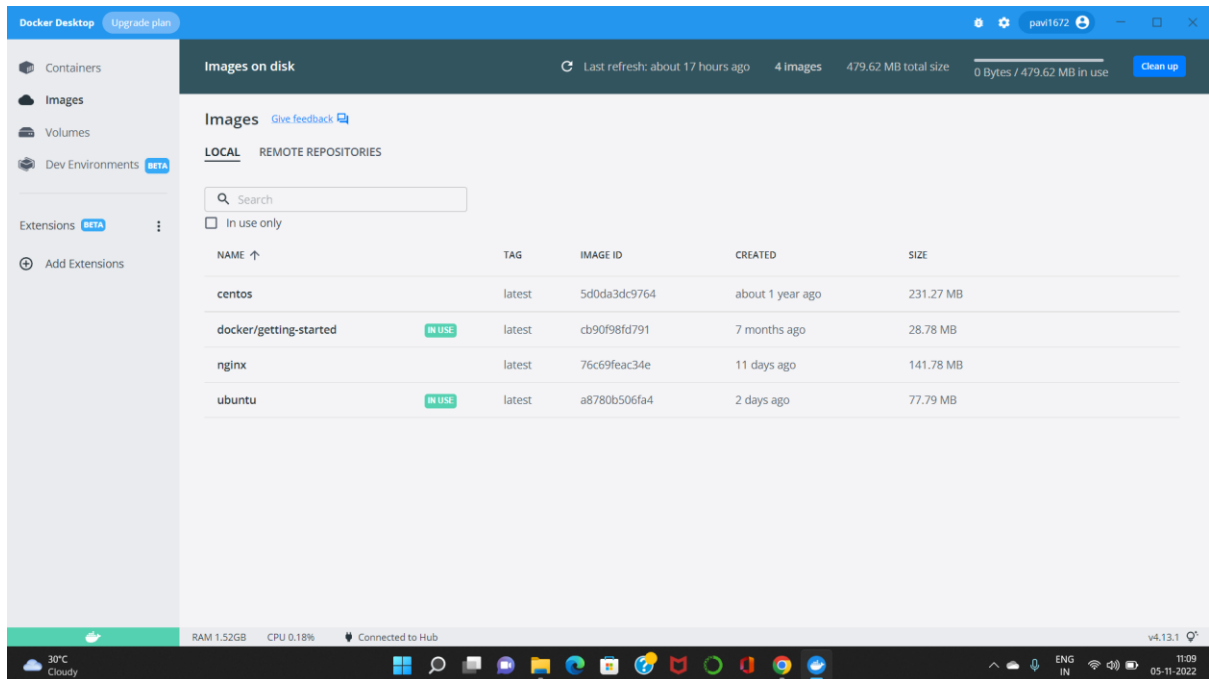 Docker Desktop Upgrade plan pavi1672
Containers
Images
Volumes
Dev Environments BETA
Extensions BETA
Add Extensions
Images on disk Last refresh: about 17 hours ago 4 images 479.62 MB total size 0 Bytes / 479.62 MB in use Clean up
Images Give feedback
LOCAL REMOTE REPOSITORIES
Search
In use only
NAME TAG IMAGE ID CREATED SIZE
centos latest 5d0da3dc9764 about 1 year ago 231.27 MB
docker/getting-started IN USE latest cb90f98fd791 7 months ago 28.78 MB
nginx latest 76c69feac34e 11 days ago 141.78 MB
ubuntu IN USE latest a8780b506fa4 2 days ago 77.79 MB
RAM 1.52GB CPU 0.18% Connected to Hub v4.13.1
30°C
Cloudy
ENG
IN
11:09
05-11-2022